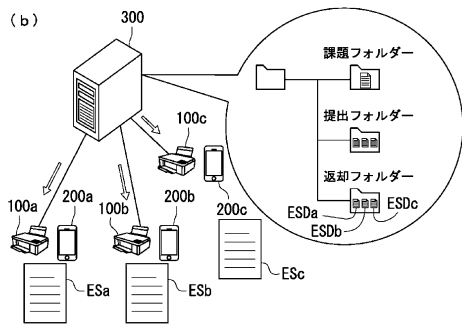 (b)
300
課題フォルダー
提出フォルダー
返却フォルダー
ESDa
ESDc
ESDb
100c
200c
100a
200a
100b
200b
ESa
ESb
ESc